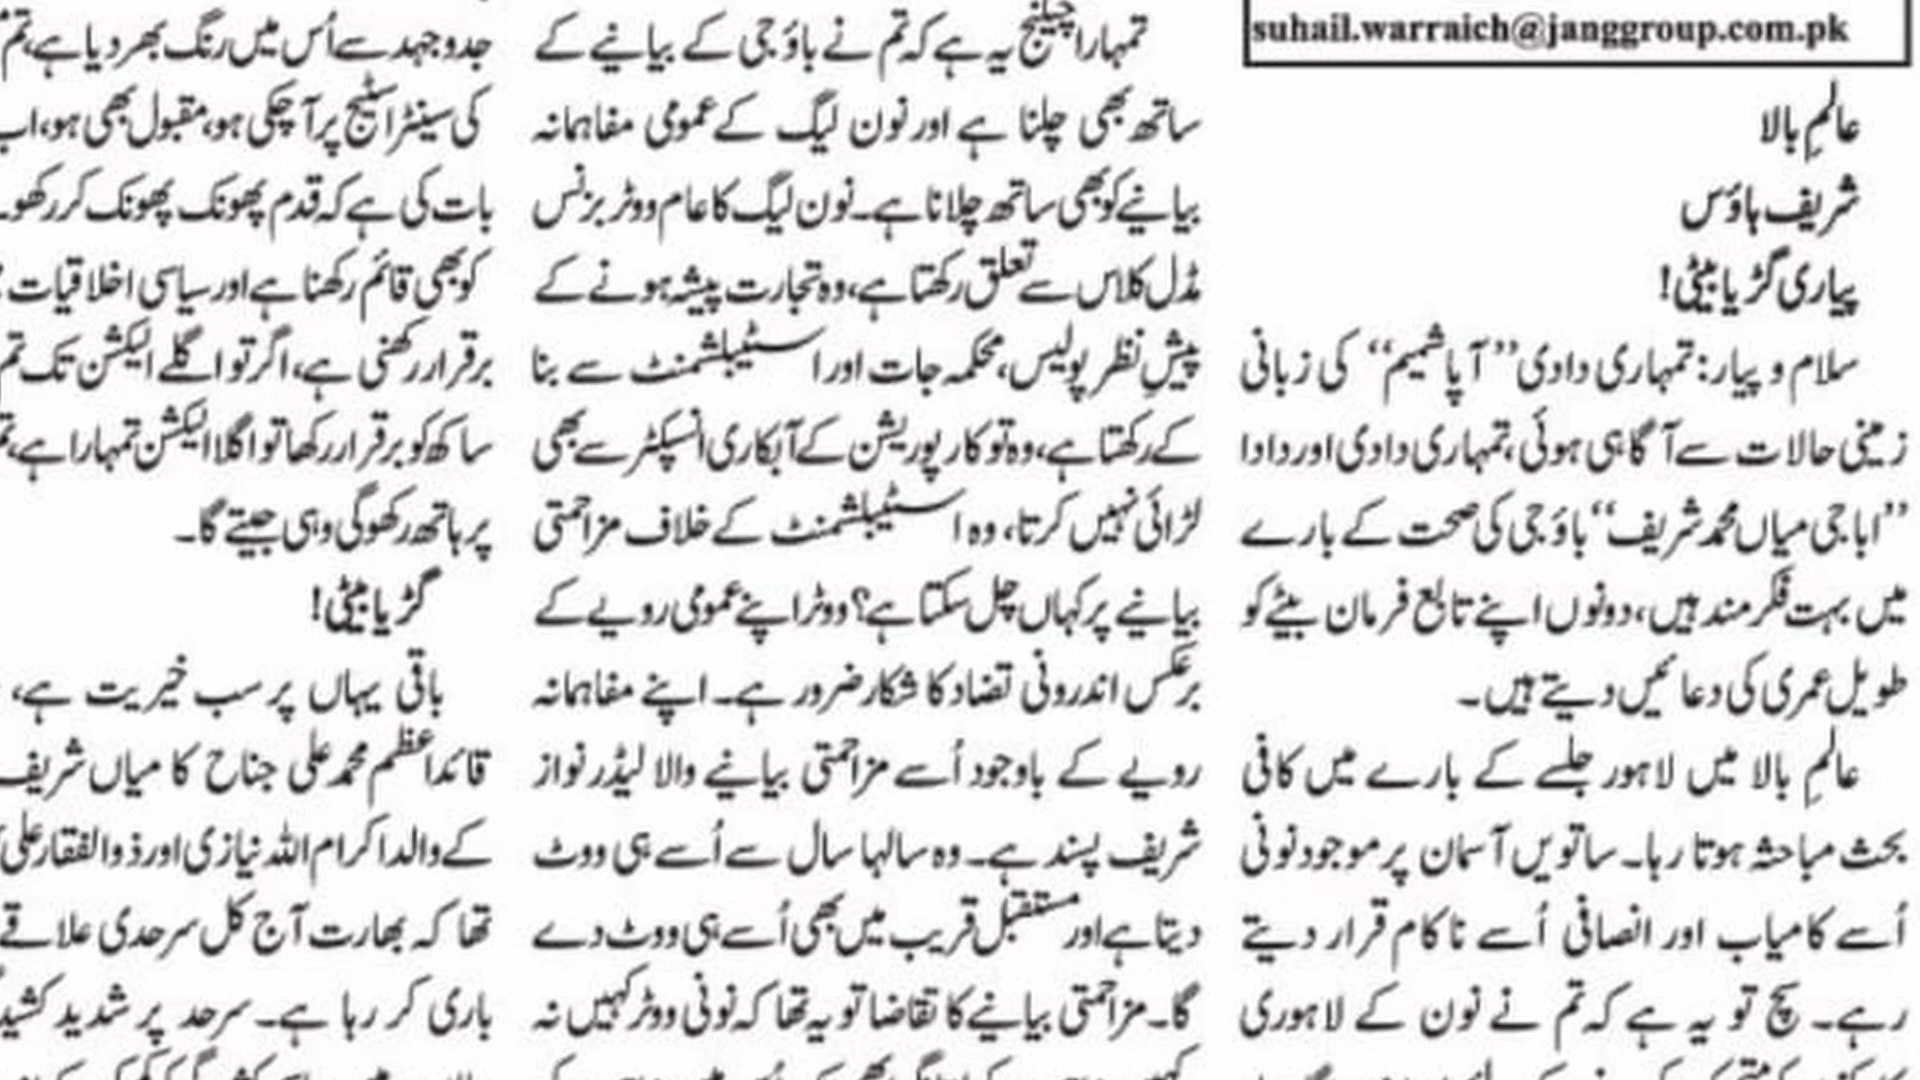 suhail.warraich@janggroup.com.pk
عالمِ بالا
شریف ہاؤس
پیاری گڑیا بیٹی!
سلام و پیار: تمہاری دادی ’’آپا شمیم‘‘ کی زبانی
زمینی حالات سے آگاہی ہوئی، تمہاری دادی اور دادا
’’اباجی میاں محمد شریف‘‘ باؤ جی کی صحت کے بارے
میں بہت فکرمند ہیں، دونوں اپنے تابع فرمان بیٹے کو
طویل عمری کی دعائیں دیتے ہیں۔
عالمِ بالا میں لاہور جلسے کے بارے میں کافی
بحث مباحثہ ہوتا رہا۔ ساتویں آسمان پر موجود نونی
اُسے کامیاب اور انصافی اُسے ناکام قرار دیتے
رہے۔ سچ تو یہ ہے کہ تم نے نون کے لاہوری
تمہارا چیلنج یہ ہے کہ تم نے باؤ جی کے بیانیے کے
ساتھ بھی چلنا ہے اور نون لیگ کے عمومی مفاہمانہ
بیانیے کو بھی ساتھ چلانا ہے۔ نون لیگ کا عام ووٹر بزنس
مڈل کلاس سے تعلق رکھتا ہے، وہ تجارت پیشہ ہونے کے
پیشِ نظر پولیس، محکمہ جات اور اسٹیبلشمنٹ سے بنا
کے رکھتا ہے، وہ تو کارپوریشن کے آبکاری انسپکٹر سے بھی
لڑائی نہیں کرتا، وہ اسٹیبلشمنٹ کے خلاف مزاحمتی
بیانیے پر کہاں چل سکتا ہے؟ ووٹر اپنے عمومی رویے کے
برعکس اندرونی تضاد کا شکار ضرور ہے۔ اپنے مفاہمانہ
رویے کے باوجود اُسے مزاحمتی بیانیے والا لیڈر نواز
شریف پسند ہے۔ وہ سالہا سال سے اُسے ہی ووٹ
دیتا ہے اور مستقبل قریب میں بھی اُسے ہی ووٹ دے
گا۔ مزاحمتی بیانیے کا تقاضا تو یہ تھا کہ نونی ووٹر کہیں نہ
جدوجہد سے اُس میں رنگ بھر دیا ہے، تم
کی سینٹر اسٹیج پر آ چکی ہو، مقبول بھی ہو، اب
بات کی ہے کہ قدم پھونک پھونک کر رکھو۔
کو بھی قائم رکھنا ہے اور سیاسی اخلاقیات
برقرار رکھنی ہے، اگر تو اگلے الیکشن تک تم
ساکھ کو برقرار رکھا تو اگلا الیکشن تمہارا ہے، تم
پر ہاتھ رکھو گی وہی جیتے گا۔
گڑیا بیٹی!
باقی یہاں پر سب خیریت ہے،
قائداعظم محمد علی جناح کا میاں شریف
کے والد اکرام اللہ نیازی اور ذوالفقار علی
تھا کہ بھارت آج کل سرحدی علاقے
باری کر رہا ہے۔ سرحد پر شدید کشید